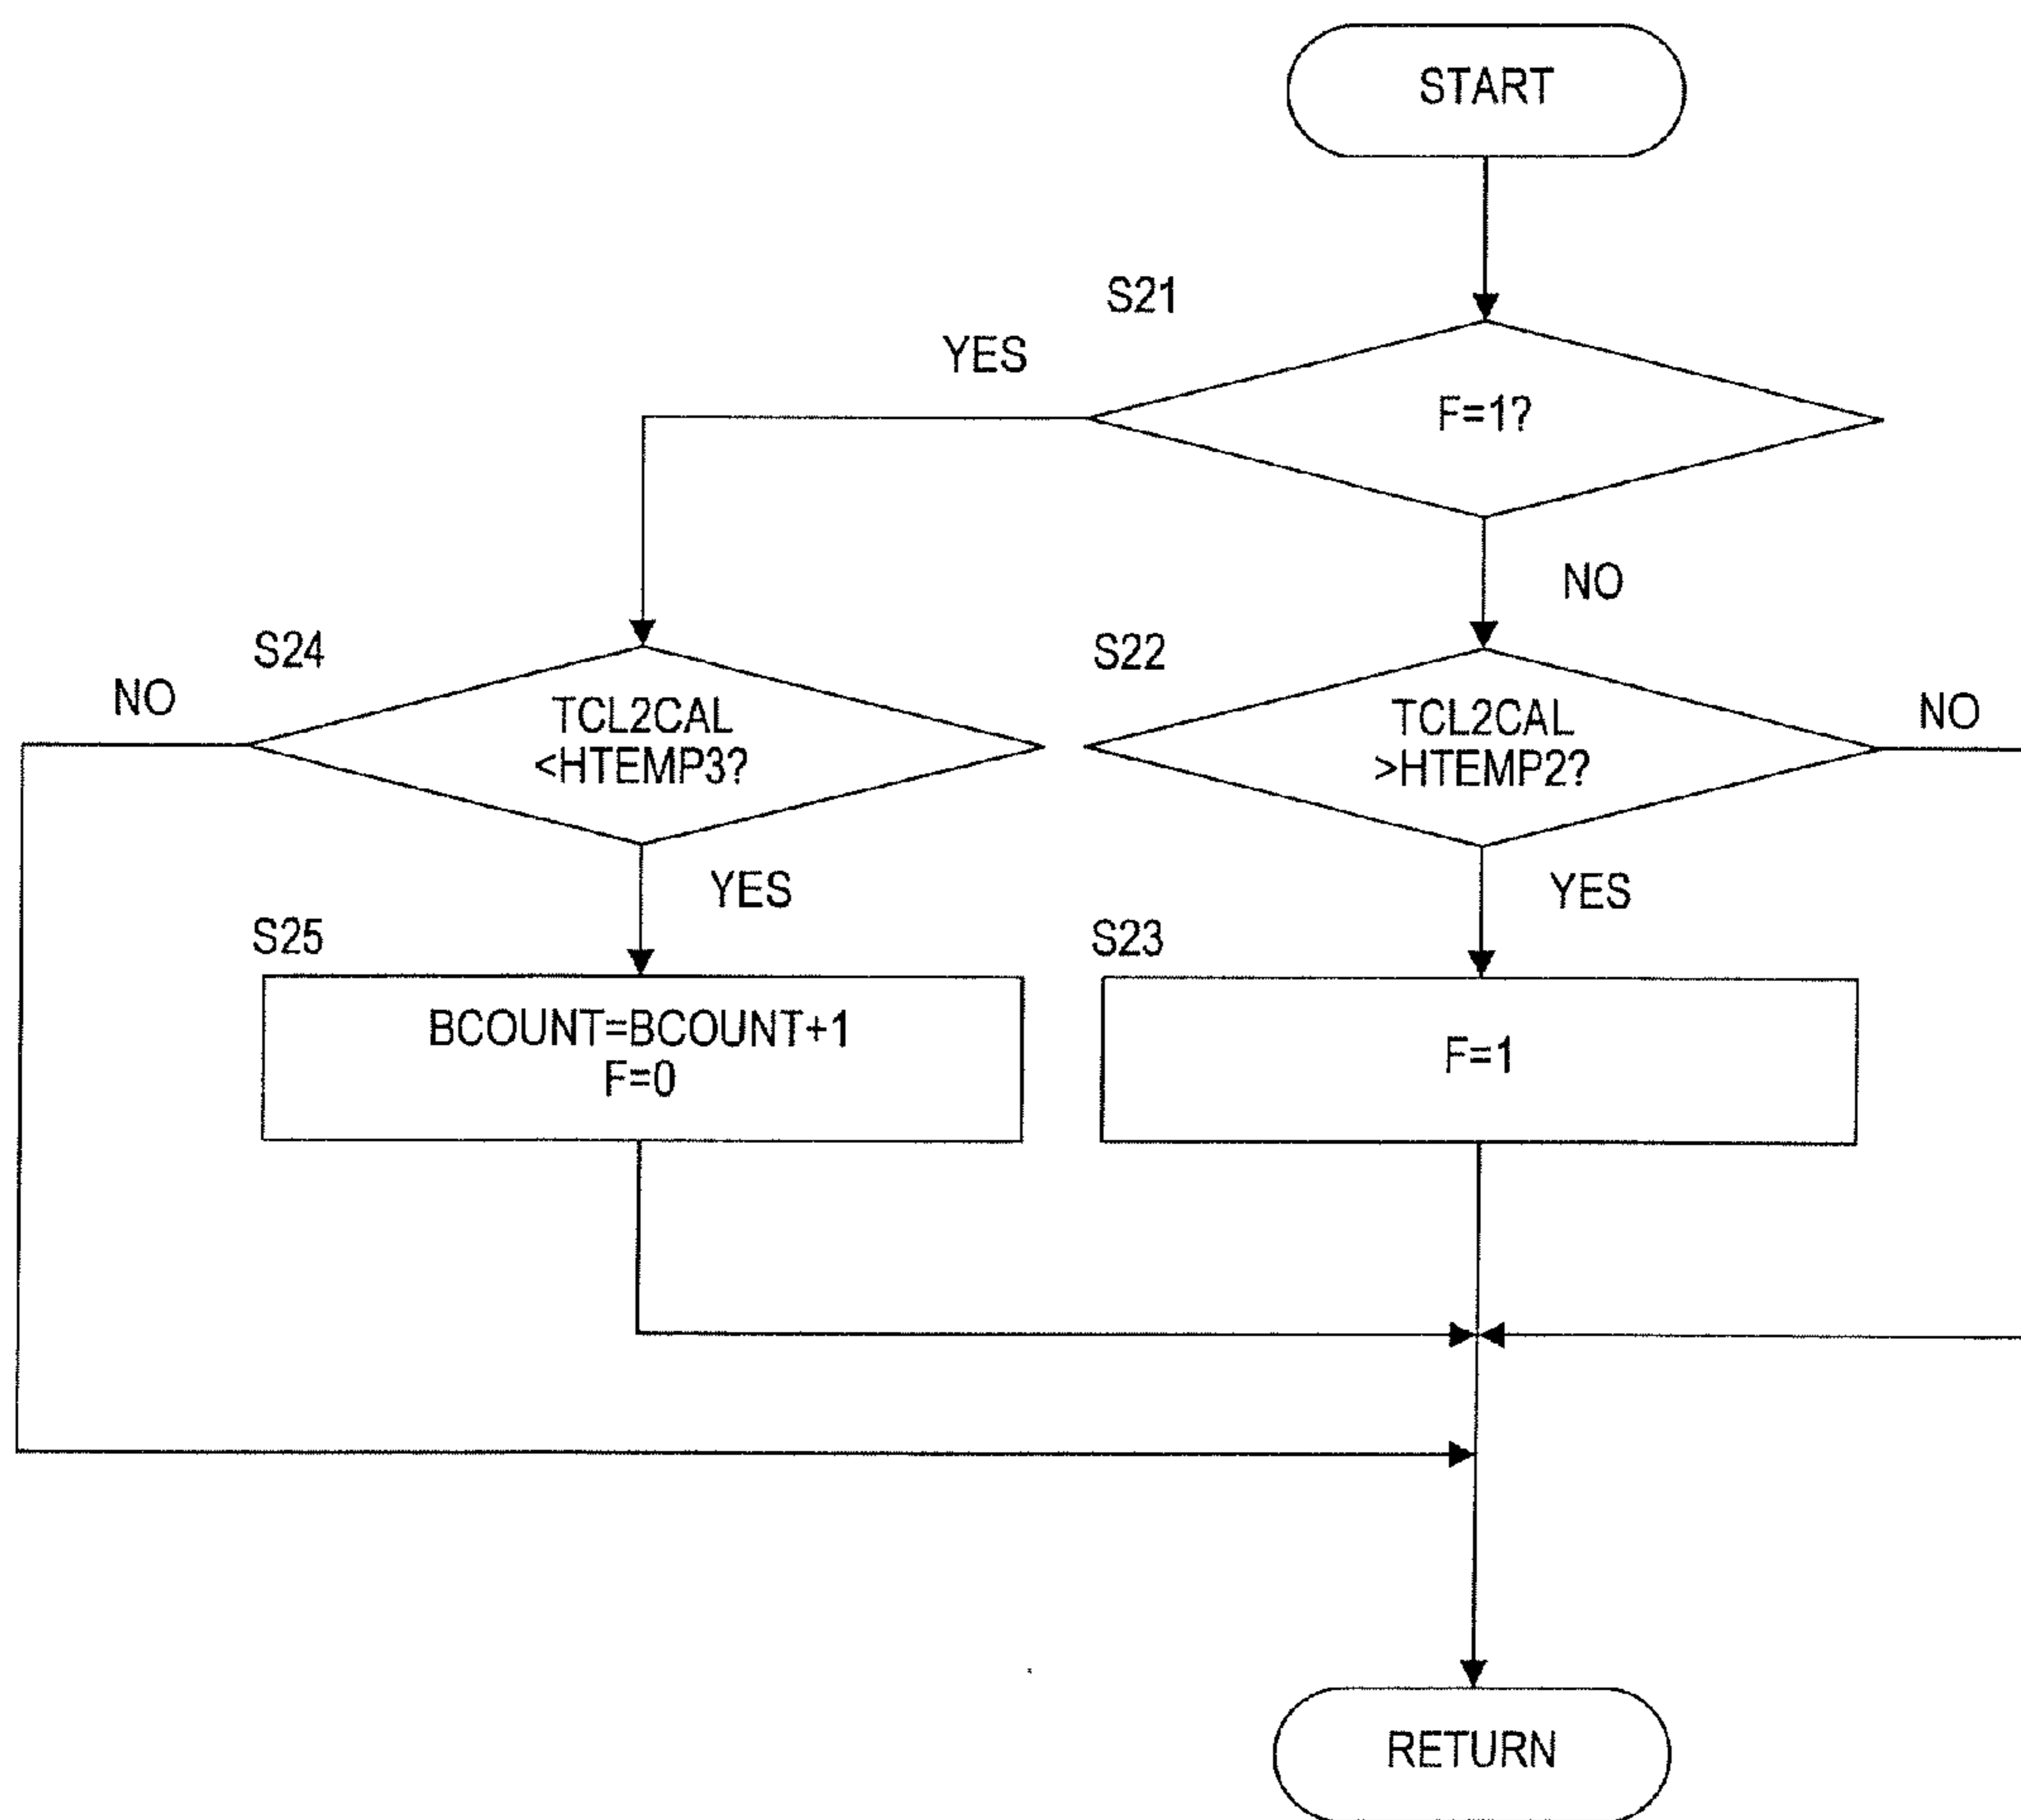 START
S21
YES
F=1?
NO
S24
NO
TCL2CAL
<HTEMP3?
YES
S22
TCL2CAL
>HTEMP2?
NO
YES
S25
BCOUNT=BCOUNT+1
F=0
S23
F=1
RETURN